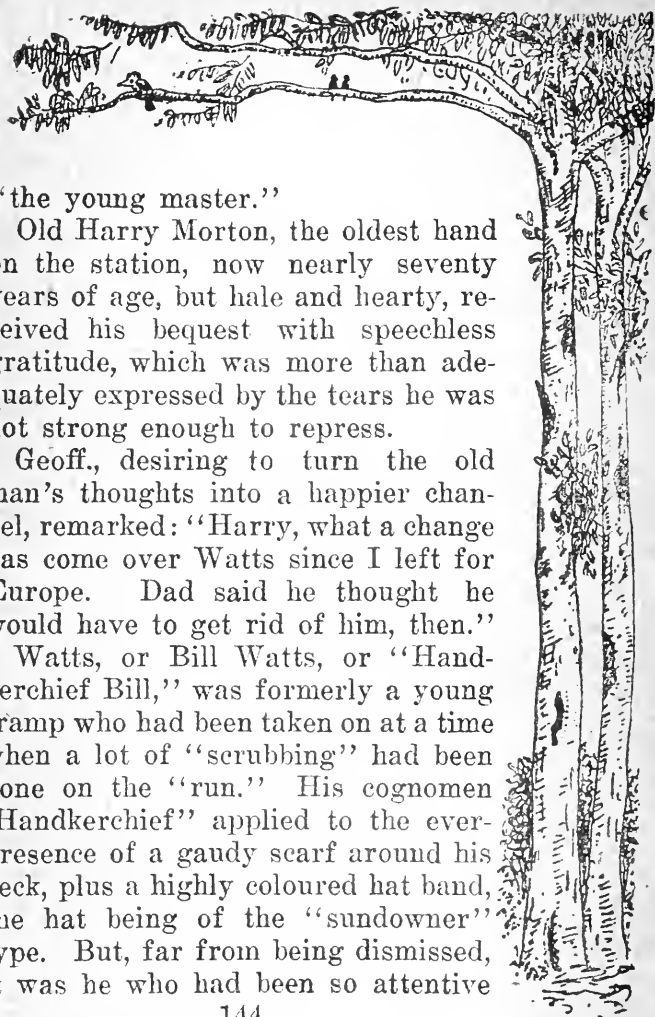 ‘the young master.”
Old Harry Morton, the oldest hand
n the station, now nearly seventy
ears of age, but hale and hearty, re-
eived his bequest with speechless
ratitude, which was more than ade-
uately expressed by the tears he was
ot strong enough to repress.
Geoff., desiring to turn the old
an’s thoughts into a happier chan-
el, remarked: “Harry, what a change
as come over Watts since I left for
Europe. Dad said he thought he
would have to get rid of him, then.”
Watts, or Bill Watts, or “Hand-
erchief Bill,” was formerly a young
ramp who had been taken on at a time
when a lot of “scrubbing” had been
one on the “run.” His cognomen
Handkerchief” applied to the ever-
resence of a gaudy scarf around his
eck, plus a highly coloured hat band,
he hat being of the “sundowner”
ype. But, far from being dismissed,
t was he who had been so attentive
144